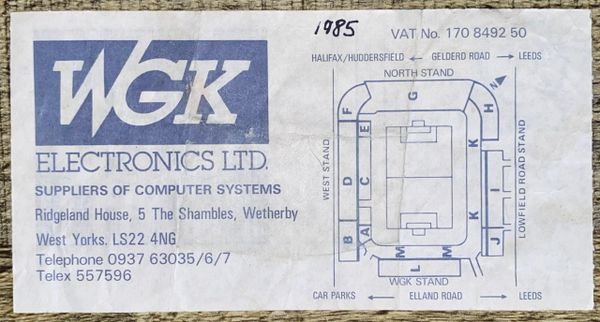 1985
VAT No. 170 8492 50
WGK
ELECTRONICS LTD.
SUPPLIERS OF COMPUTER SYSTEMS
Ridgeland House, 5 The Shambles, Wetherby
West Yorks. LS22 4NG
Telephone 0937 63035/6/7
Telex 557596
HALIFAX/HUDDERSFIELD ← GELDERD ROAD → LEEDS
NORTH STAND
N
F
G
H
E
K
WEST STAND
D
C
I
LOWFIELD ROAD STAND
K
B
A
J
M
M
L
WGK STAND
CAR PARKS ← ELLAND ROAD → LEEDS